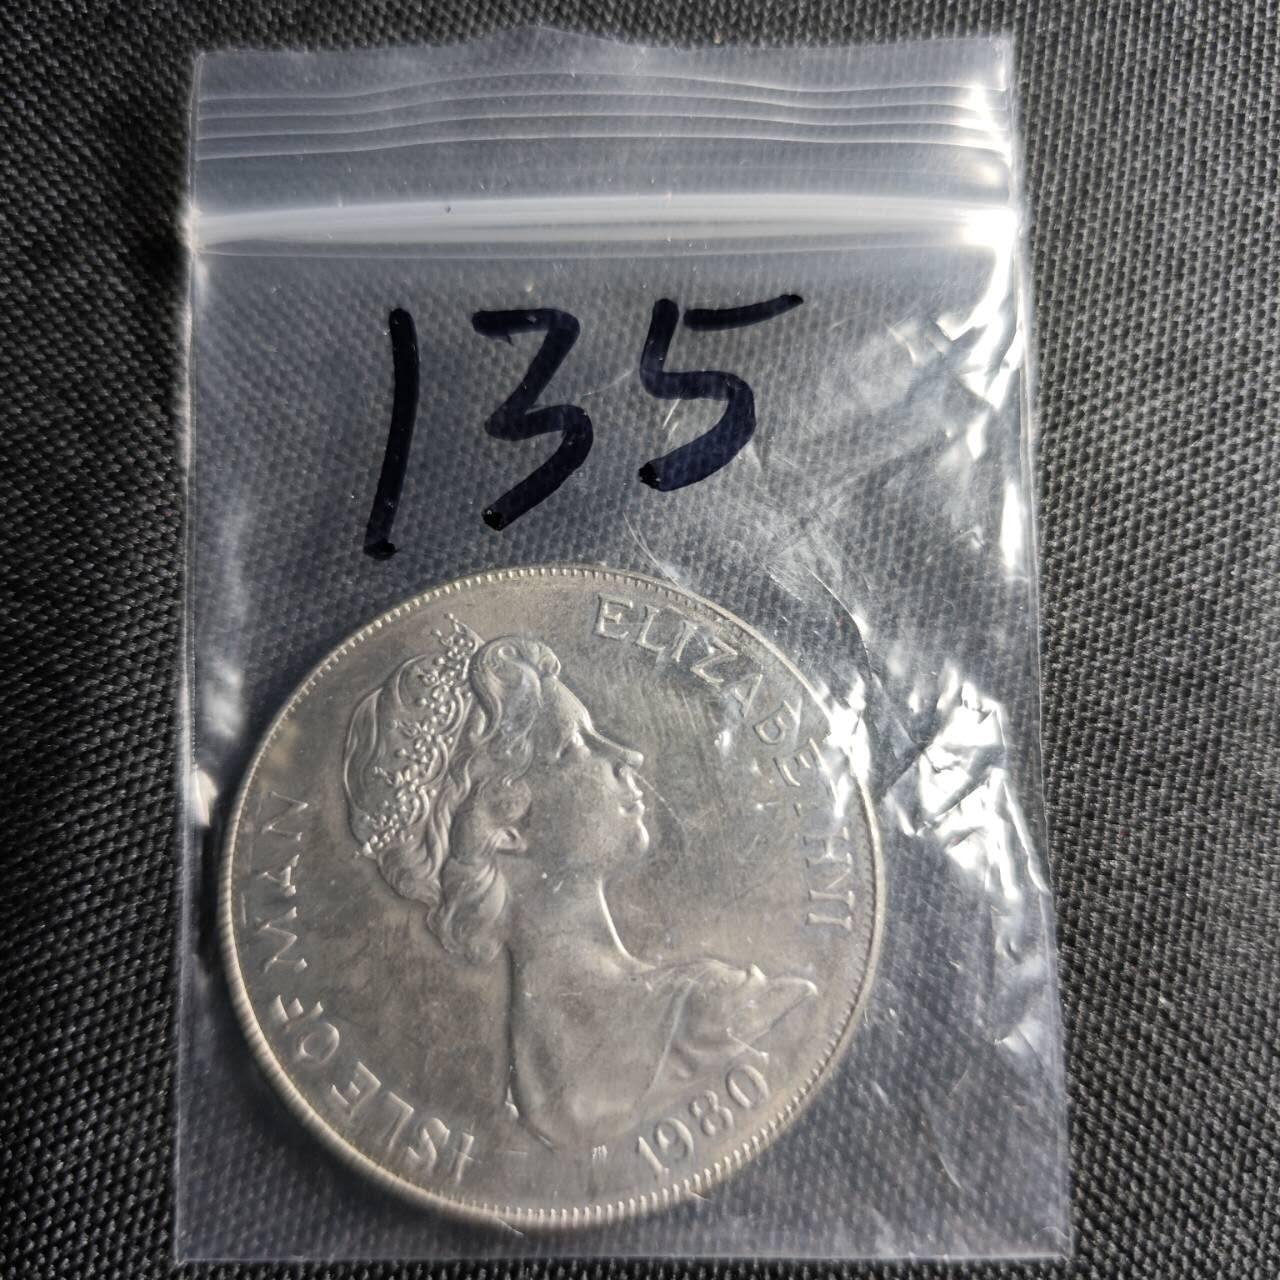 135
ELIZABETH II
ISLE OF MAN
1980